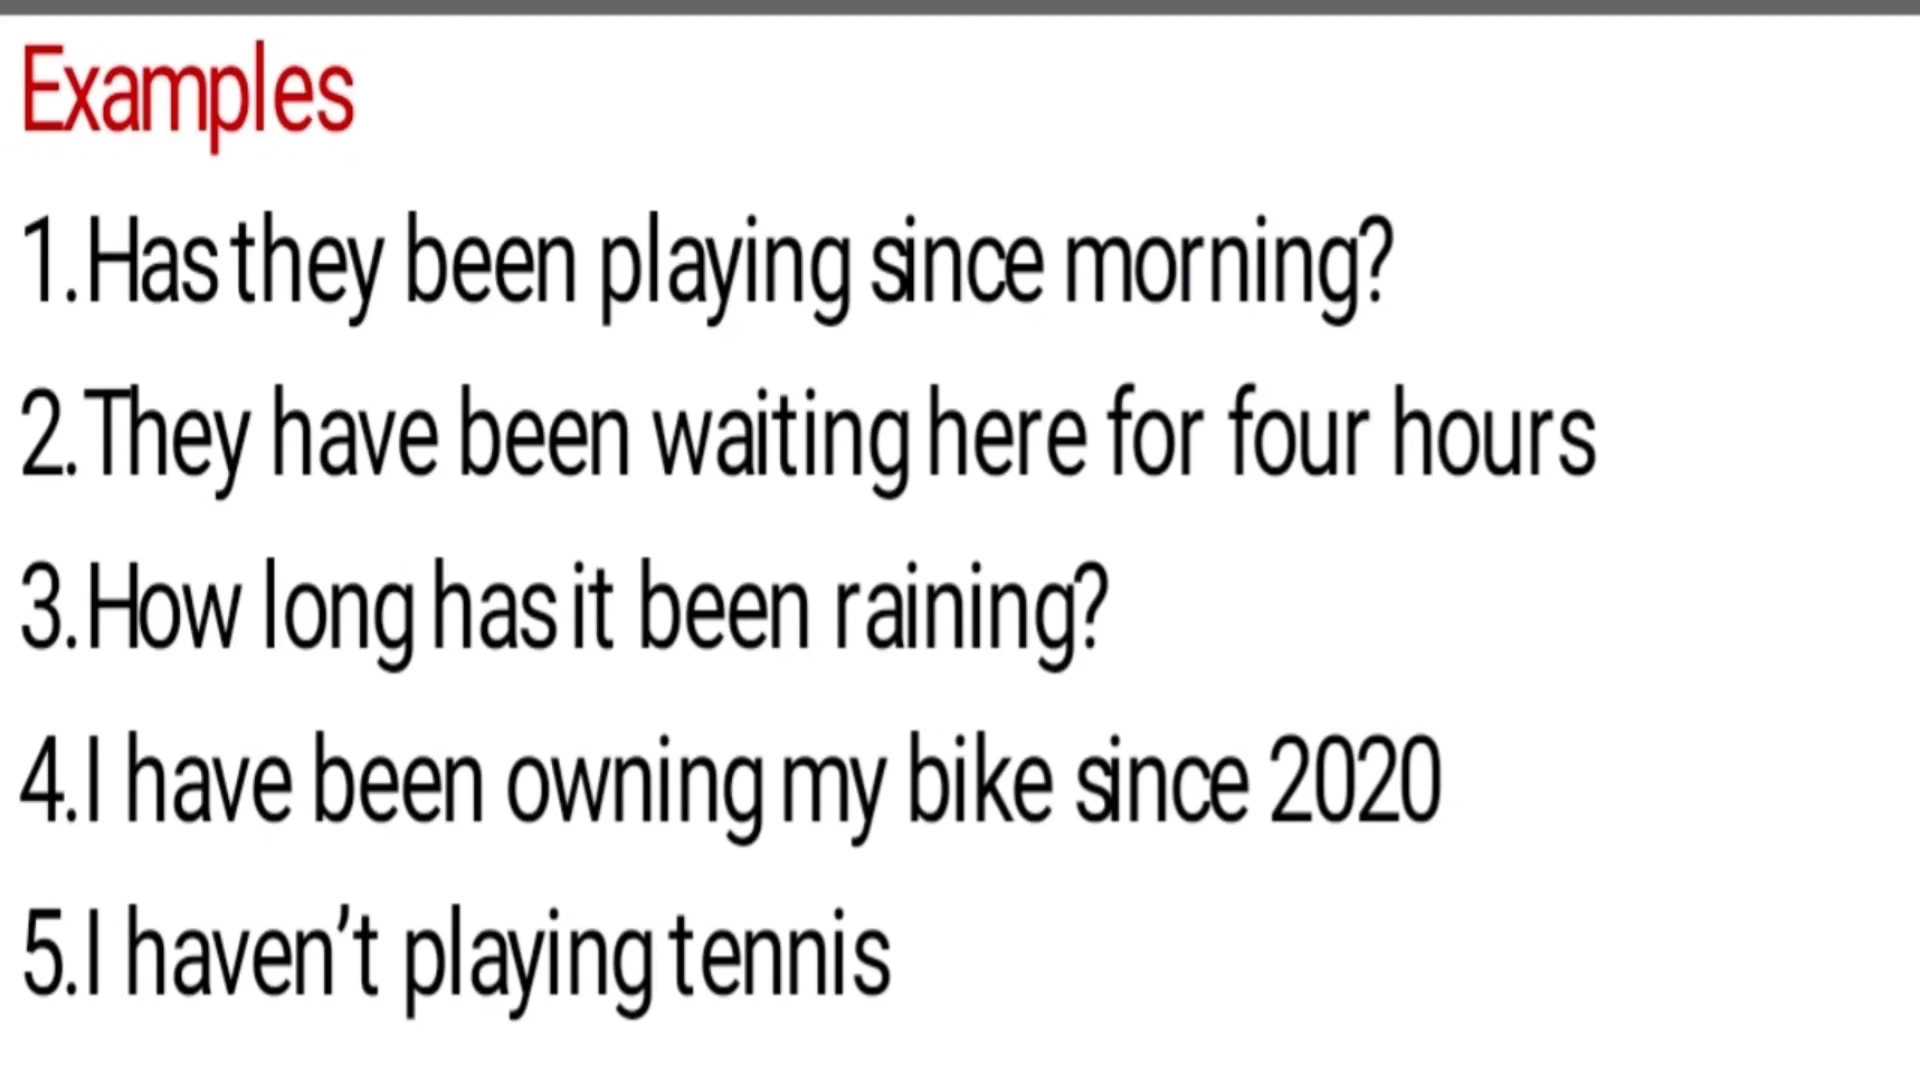 Examples
1.Has they been playing since morning?
2.They have been waiting here for four hours
3.How long has it been raining?
4.I have been owning my bike since 2020
5.I haven’t playing tennis